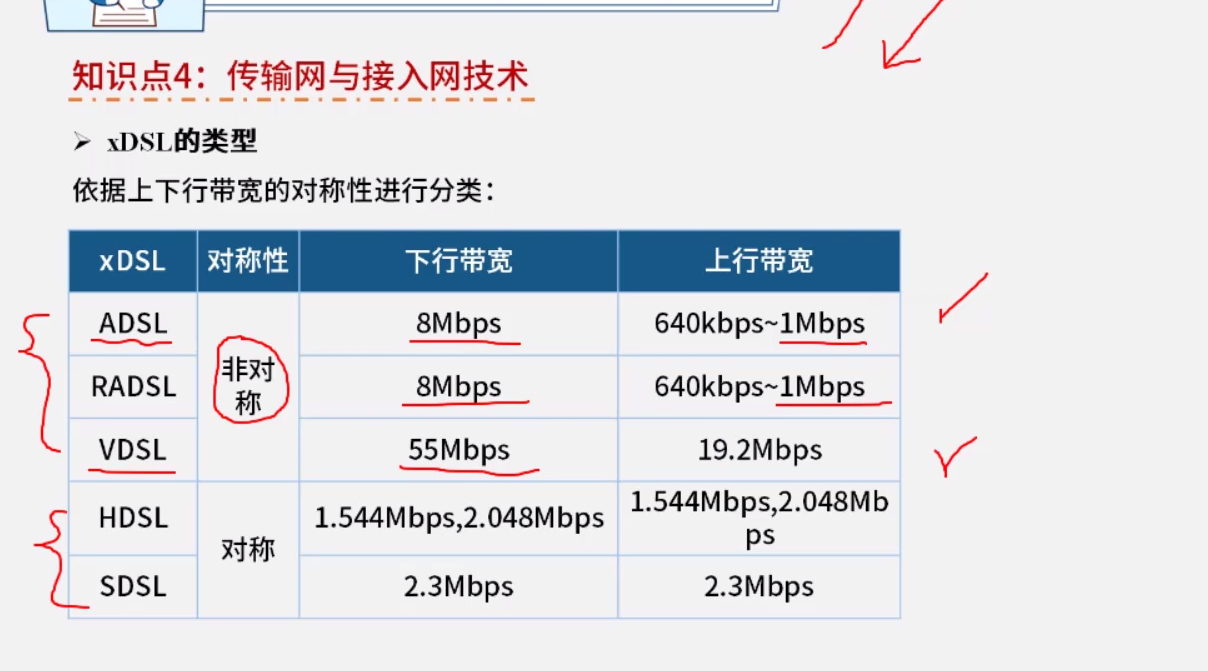 知识点4：传输网与接入网技术
➢ xDSL的类型
依据上下行带宽的对称性进行分类：
xDSL 对称性 下行带宽 上行带宽
ADSL 8Mbps 640kbps~1Mbps
非对
称
RADSL 8Mbps 640kbps~1Mbps
VDSL 55Mbps 19.2Mbps
HDSL 1.544Mbps,2.048Mbps 1.544Mbps,2.048Mb
ps
对称
SDSL 2.3Mbps 2.3Mbps